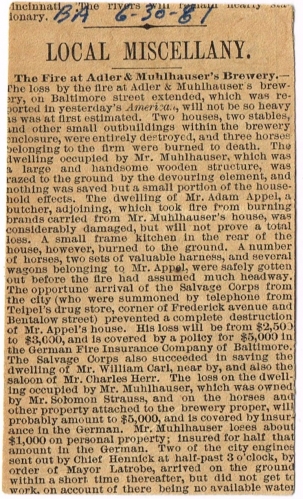 cincinnati. The rivers will remain nearly sta-
ionary.
BA 6-30-81
LOCAL MISCELLANY.
The Fire at Adler & Muhlhauser's Brewery.—
The loss by the fire at Adler & Muhlhauser's brew-
ery, on Baltimore street extended, which was re-
ported in yesterday's American, will not be so heavy
as was at first estimated. Two houses, two stables,
and other small outbuildings within the brewery
enclosure, were entirely destroyed, and three horses
belonging to the firm were burned to death. The
dwelling occupied by Mr. Muhlhauser, which was
a large and handsome wooden structure, was
razed to the ground by the devouring element, and
nothing was saved but a small portion of the house-
hold effects. The dwelling of Mr. Adam Appel, a
butcher, adjoining, which took fire from burning
brands carried from Mr. Muhlhauser's house, was
considerably damaged, but will not prove a total
loss. A small frame kitchen in the rear of the
house, however, burned to the ground. A number
of horses, two sets of valuable harness, and several
wagons belonging to Mr. Appel, were safely gotten
out before the fire had assumed much headway.
The opportune arrival of the Salvage Corps from
the city (who were summoned by telephone from
Teipel's drug store, corner of Frederick avenue and
Bentalow street) prevented a complete destruction
of Mr. Appel's house. His loss will be from $2,500
to $3,000, and is covered by a policy for $5,000 in
the German Fire Insurance Company of Baltimore.
The Salvage Corps also succeeded in saving the
dwelling of Mr. William Carl, near by, and also the
saloon of Mr. Charles Herr. The loss on the dwell-
ing occupied by Mr. Muhlhauser, which was owned
by Mr. Solomon Strauss, and on the horses and
other property attached to the brewery proper, will
probably amount to $5,000, and is covered by insur-
ance in the German. Mr. Muhlhauser loses about
$1,000 on personal property; insured for half that
amount in the German. Two of the city engines
sent out by Chief Hennick at half-past 3 o'clock, by
order of Mayor Latrobe, arrived on the ground
within a short time thereafter, but did not get to
work, on account of there being no available water